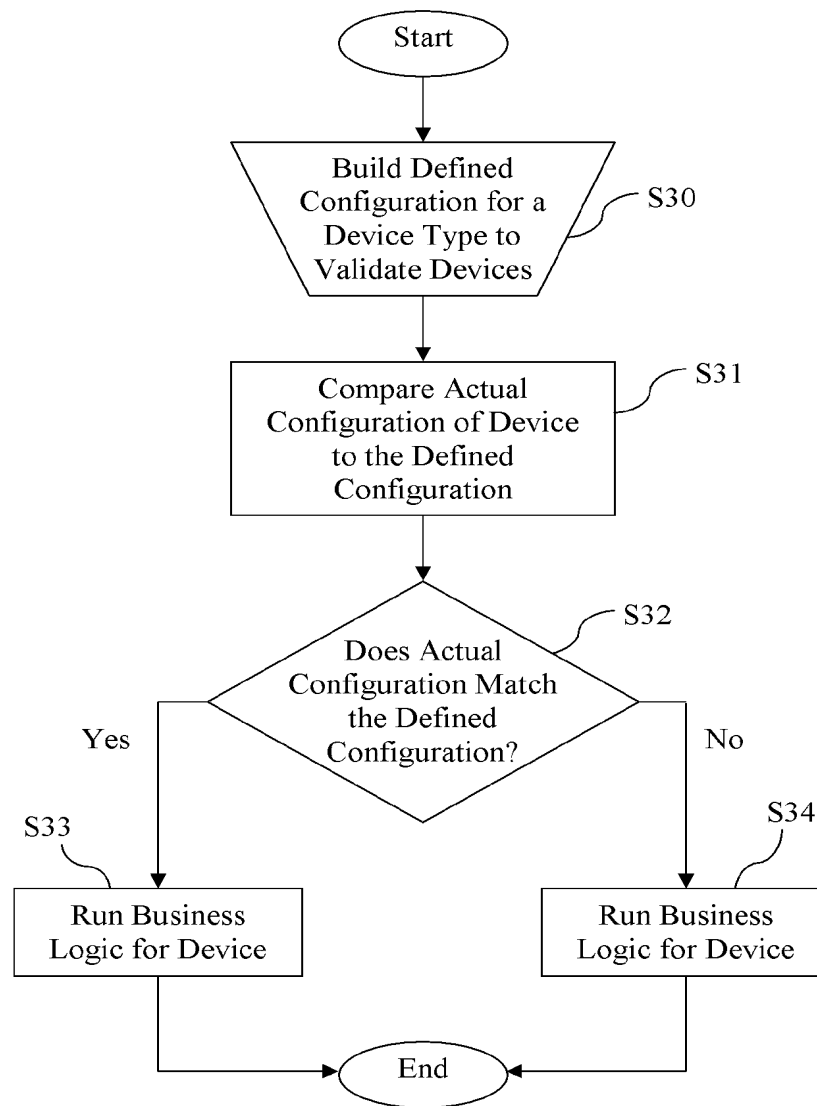 Start
Build Defined
Configuration for a
Device Type to
Validate Devices
S30
Compare Actual
Configuration of Device
to the Defined
Configuration
S31
Does Actual
Configuration Match
the Defined
Configuration?
S32
Yes
No
S33
Run Business
Logic for Device
S34
Run Business
Logic for Device
End